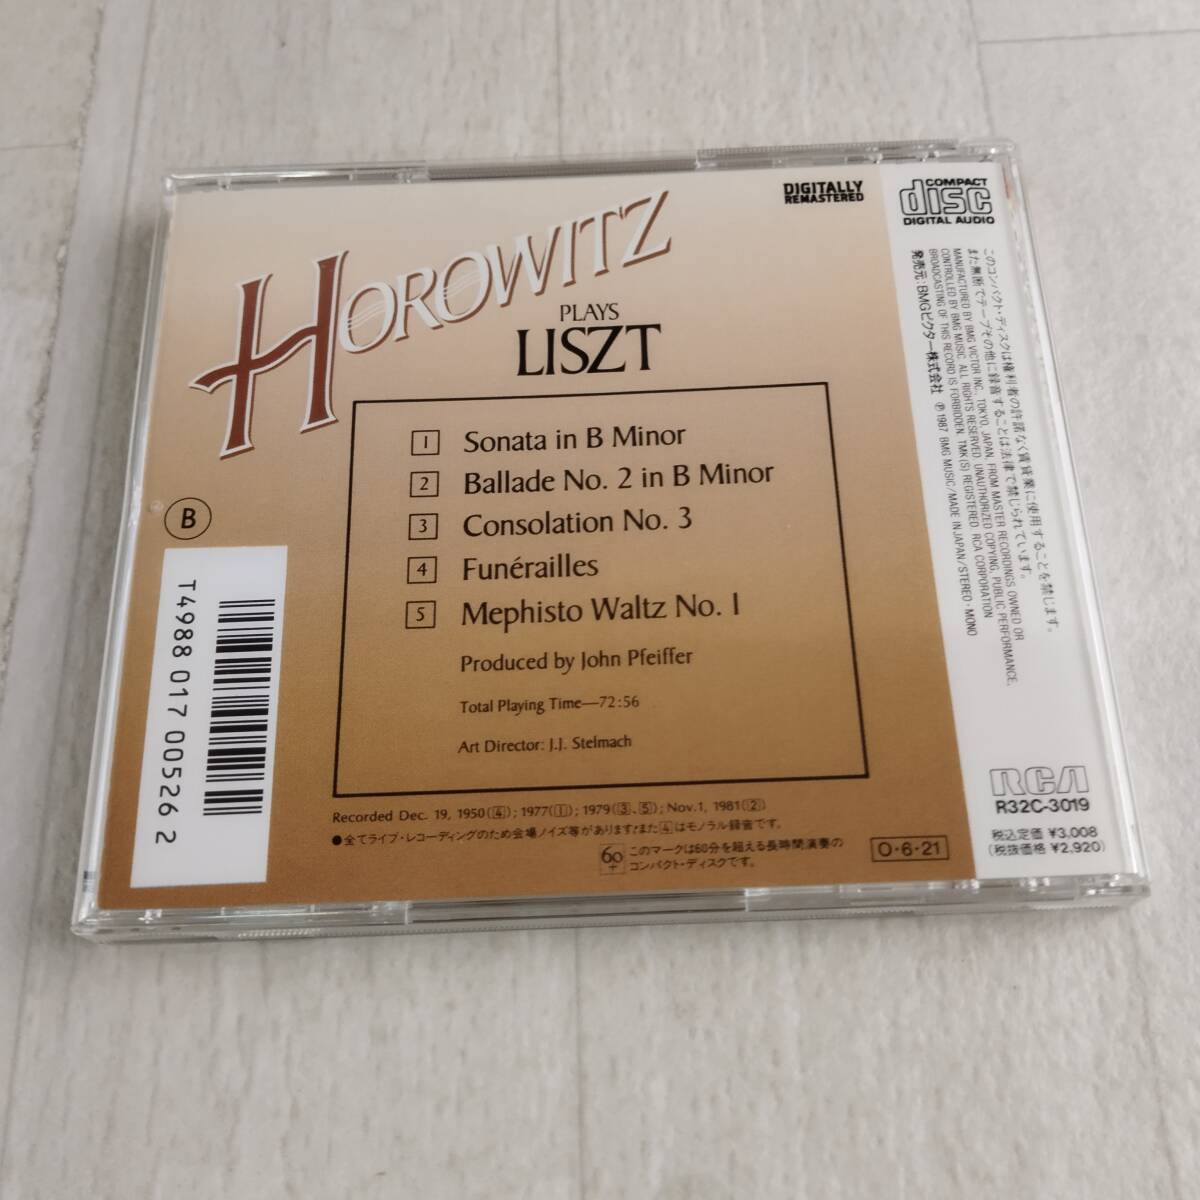 HOROWITZ
PLAYS
LISZT
DIGITALLY
REMASTERED
1 Sonata in B Minor
2 Ballade No. 2 in B Minor
3 Consolation No. 3
4 Funérailles
5 Mephisto Waltz No. 1
Produced by John Pfeiffer
Total Playing Time—72:56
Art Director: J.J. Stelmach
Recorded Dec. 19, 1950(4); 1977(1); 1979(3、5); Nov.1, 1981(2)
●全てライブ・レコーディングのため会場ノイズ等があります。また4はモノラル録音です。
60+
このマークは60分を超える長時間演奏の
コンパクト・ディスクです。
O・6・21
B
T4988 017 00526 2
COMPACT
disc
DIGITAL AUDIO
このコンパクト・ディスクは権利者の許諾なく賃貸業に使用することを禁じます。
また無断でテープその他に録音することは法律で禁じられています。
MANUFACTURED BY BMG VICTOR INC., TOKYO, JAPAN. FROM MASTER RECORDINGS OWNED OR
CONTROLLED BY BMG MUSIC. ALL RIGHTS RESERVED. UNAUTHORIZED COPYING, PUBLIC PERFORMANCE,
BROADCASTING OF THIS RECORD IS FORBIDDEN. TMK(S) REGISTERED. RCA CORPORATION
発売元:BMGビクター株式会社 ℗1987 BMG MUSIC/MADE IN JAPAN/STEREO・MONO
RCA
R32C-3019
税込定価 ¥3,008
(税抜価格 ¥2,920)